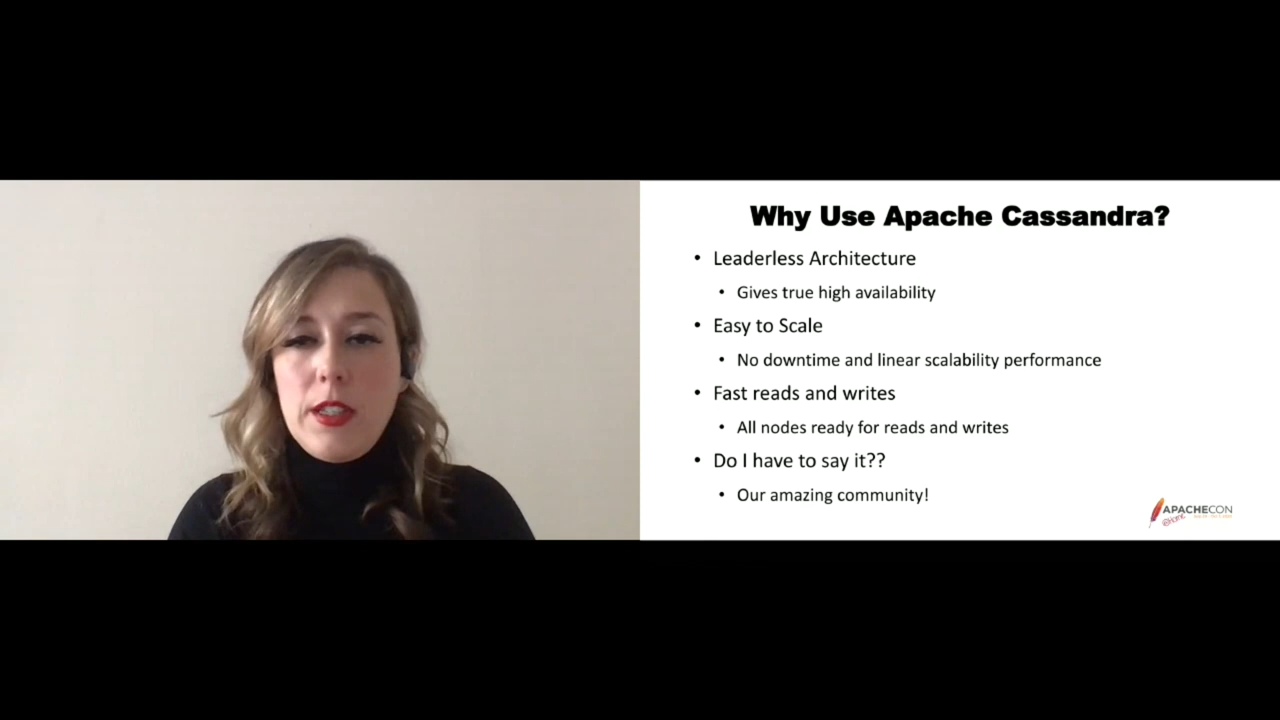 Why Use Apache Cassandra?
• Leaderless Architecture
• Gives true high availability
• Easy to Scale
• No downtime and linear scalability performance
• Fast reads and writes
• All nodes ready for reads and writes
• Do I have to say it??
• Our amazing community!
APACHECON
@Home